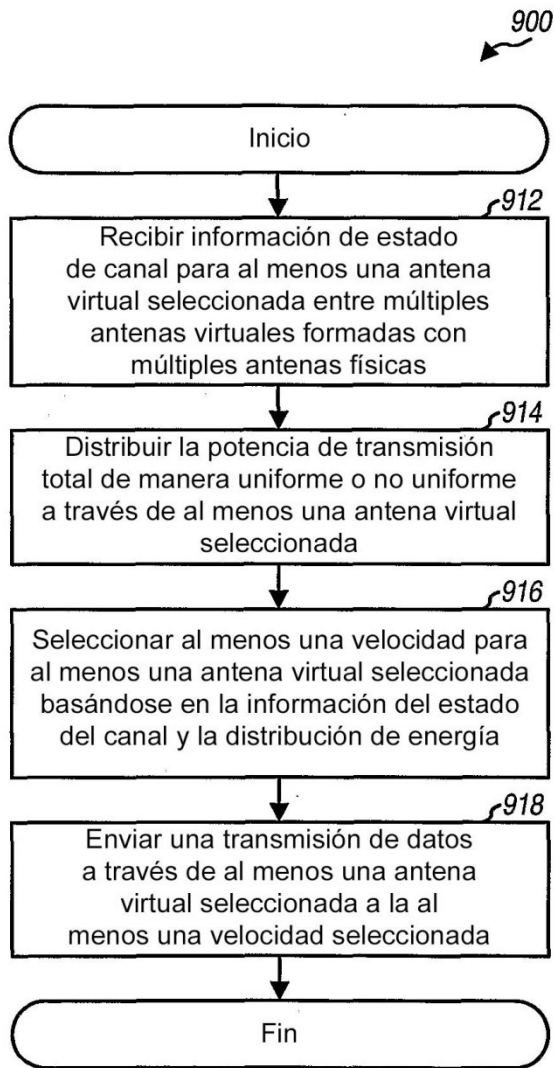 900
Inicio
912
Recibir información de estado
de canal para al menos una antena
virtual seleccionada entre múltiples
antenas virtuales formadas con
múltiples antenas físicas
914
Distribuir la potencia de transmisión
total de manera uniforme o no uniforme
a través de al menos una antena virtual
seleccionada
916
Seleccionar al menos una velocidad para
al menos una antena virtual seleccionada
basándose en la información del estado
del canal y la distribución de energía
918
Enviar una transmisión de datos
a través de al menos una antena
virtual seleccionada a la al
menos una velocidad seleccionada
Fin